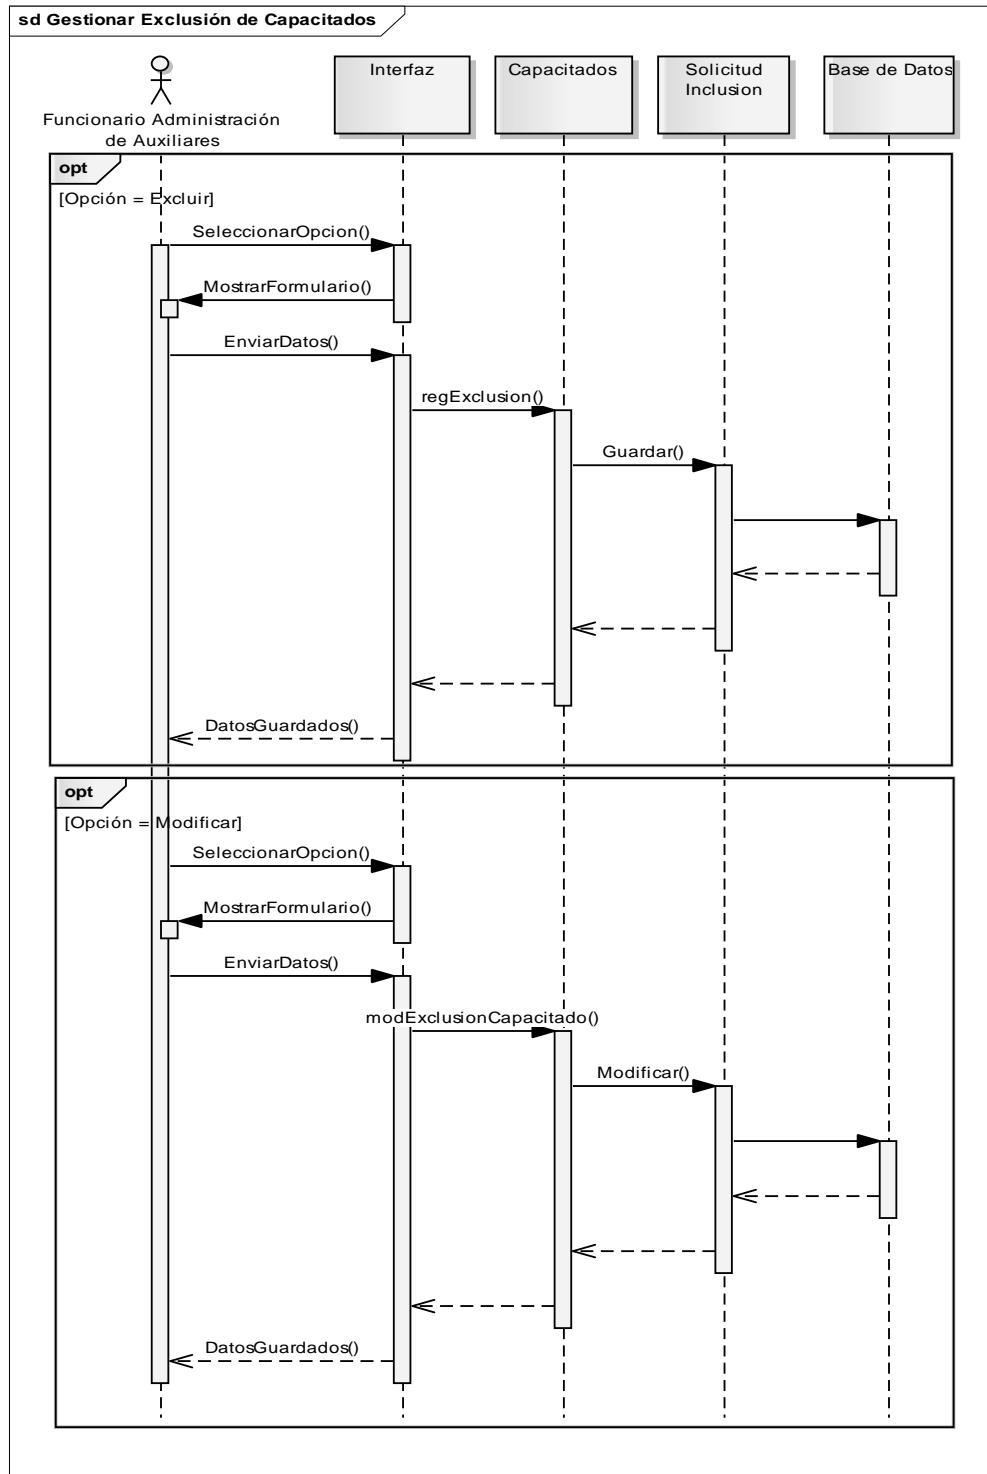 sd Gestionar Exclusión de Capacitados
Funcionario Administración
de Auxiliares
Interfaz
Capacitados
Solicitud
Inclusion
Base de Datos
opt
[Opción = Excluir]
SeleccionarOpcion()
MostrarFormulario()
EnviarDatos()
regExclusion()
Guardar()
DatosGuardados()
opt
[Opción = Modificar]
SeleccionarOpcion()
MostrarFormulario()
EnviarDatos()
modExclusionCapacitado()
Modificar()
DatosGuardados()